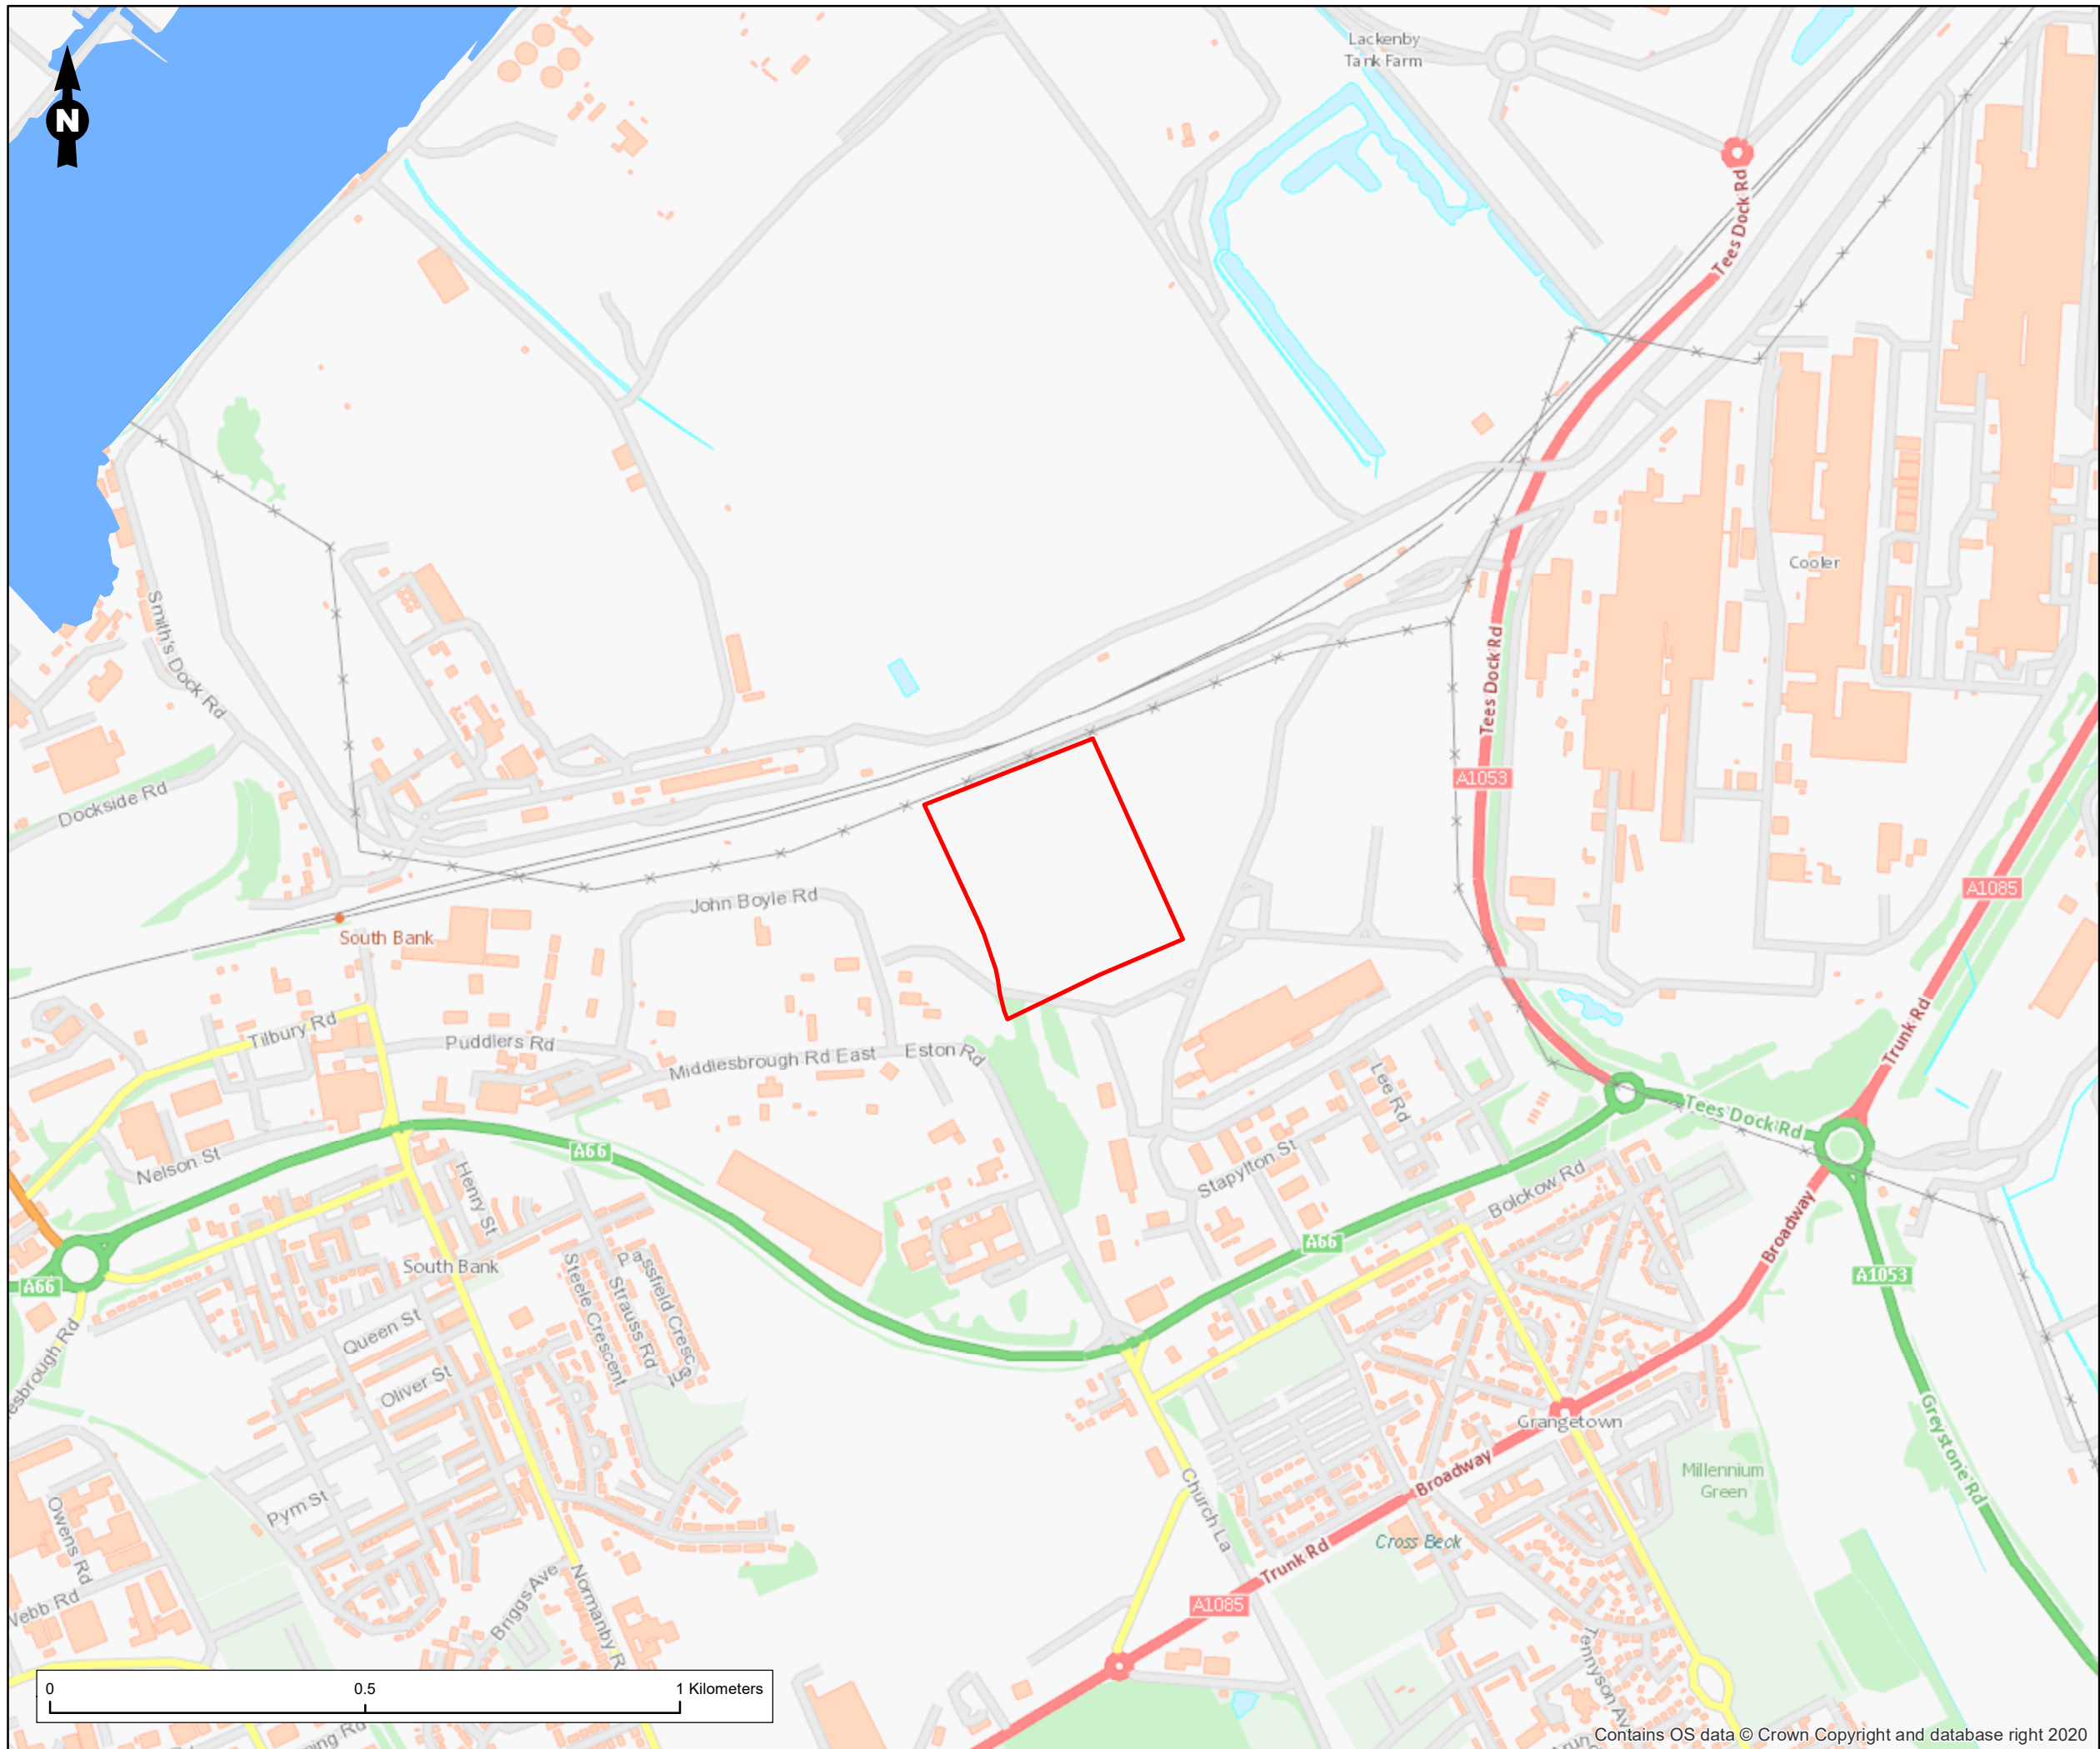 Lackenby
Tank Farm
N
Tees Dock Rd
Cooler
Smith's Dock Rd
Tees Dock Rd
A1053
Dockside Rd
A1085
John Boyle Rd
South Bank
Tilbury Rd
Puddlers Rd
Middlesbrough Rd East
Eston Rd
Trunk Rd
Lee Rd
Tees Dock Rd
A66
Nelson St
Henry St
Stapylton St
Bolckow Rd
Broadway
A66
South Bank
A66
A1053
Passfield Crescent
Steele Crescent
Strauss Rd
Queen St
esbrough Rd
Oliver St
Grangetown
Greystone Rd
Broadway
Millennium
Green
Church La
Pym St
Owens Rd
Cross Beck
Trunk Rd
Webb Rd
Briggs Ave
Normanby R
A1085
Tennyson Av
0 0.5 1 Kilometers
ning Rd
Contains OS data © Crown Copyright and database right 2020